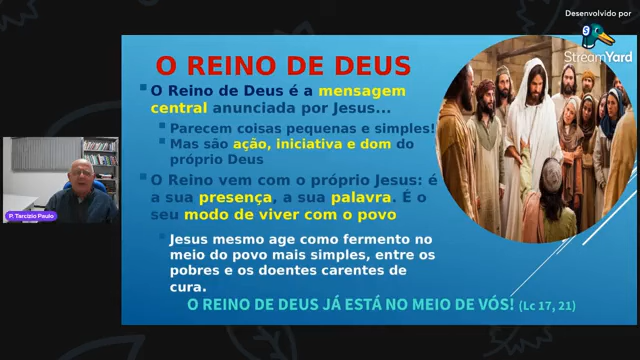 Desenvolvido por
StreamYard
O REINO DE DEUS
O Reino de Deus é a mensagem
central anunciada por Jesus...
Parecem coisas pequenas e simples!
Mas são ação, iniciativa e dom do
próprio Deus
O Reino vem com o próprio Jesus: é
a sua presença, a sua palavra. É o
seu modo de viver com o povo
Jesus mesmo age como fermento no
meio do povo mais simples, entre os
pobres e os doentes carentes de
cura.
O REINO DE DEUS JÁ ESTÁ NO MEIO DE VÓS! (Lc 17, 21)
P. Tarcizio Paulo